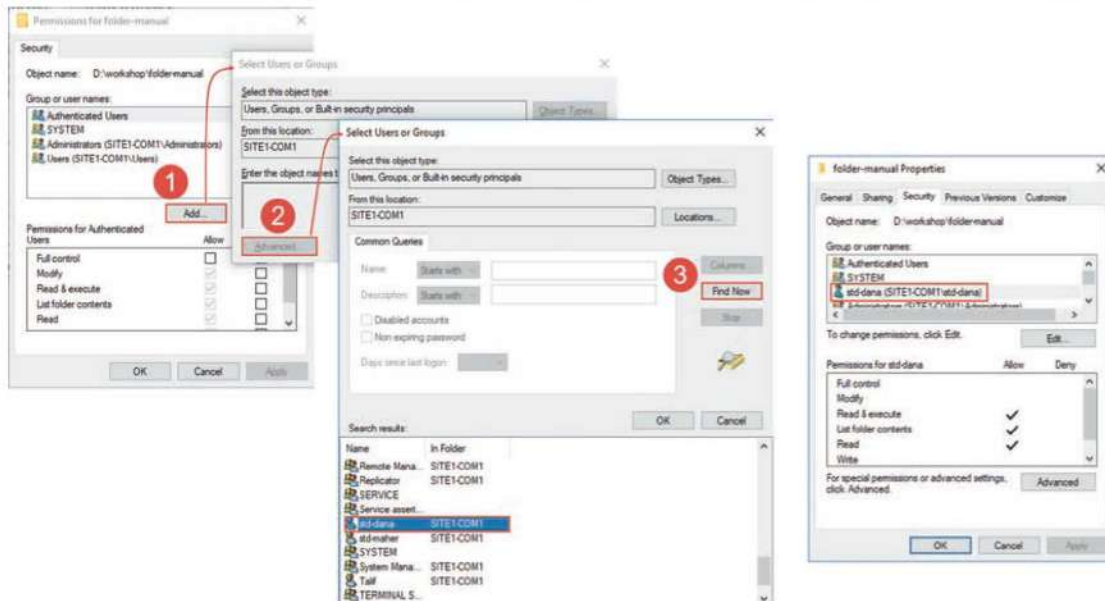 Permissions for folder-manual
Security
Object name: D:\workshop\folder-manual
Group or user names:
Authenticated Users
SYSTEM
Administrators (SITE1-COM1\Administrators)
Users (SITE1-COM1\Users)
1
Add...
Permissions for Authenticated
Users Allow
Full control
Modify
Read & execute
List folder contents
Read
OK Cancel Apply
Select Users or Groups
Select this object type:
Users, Groups, or Built-in security principals Object Types...
From this location:
SITE1-COM1
Enter the object names t
2
Advanced...
Select Users or Groups
Select this object type:
Users, Groups, or Built-in security principals Object Types...
From this location:
SITE1-COM1 Locations...
Common Queries
Name: Starts with Columns...
3
Description: Starts with Find Now
Disabled accounts Stop
Non expiring password
Days since last logon:
OK Cancel
Search results:
Name In Folder
Remote Mana... SITE1-COM1
Replicator SITE1-COM1
SERVICE
Service assert...
std-dana SITE1-COM1
std-maher SITE1-COM1
SYSTEM
System Mana... SITE1-COM1
Talif SITE1-COM1
TERMINAL S...
folder-manual Properties
General Sharing Security Previous Versions Customize
Object name: D:\workshop\folder-manual
Group or user names:
Authenticated Users
SYSTEM
std-dana (SITE1-COM1\std-dana)
Administrators (SITE1-COM1\Administrators)
To change permissions, click Edit. Edit...
Permissions for std-dana Allow Deny
Full control
Modify
Read & execute
List folder contents
Read
Write
For special permissions or advanced settings, Advanced
click Advanced.
OK Cancel Apply